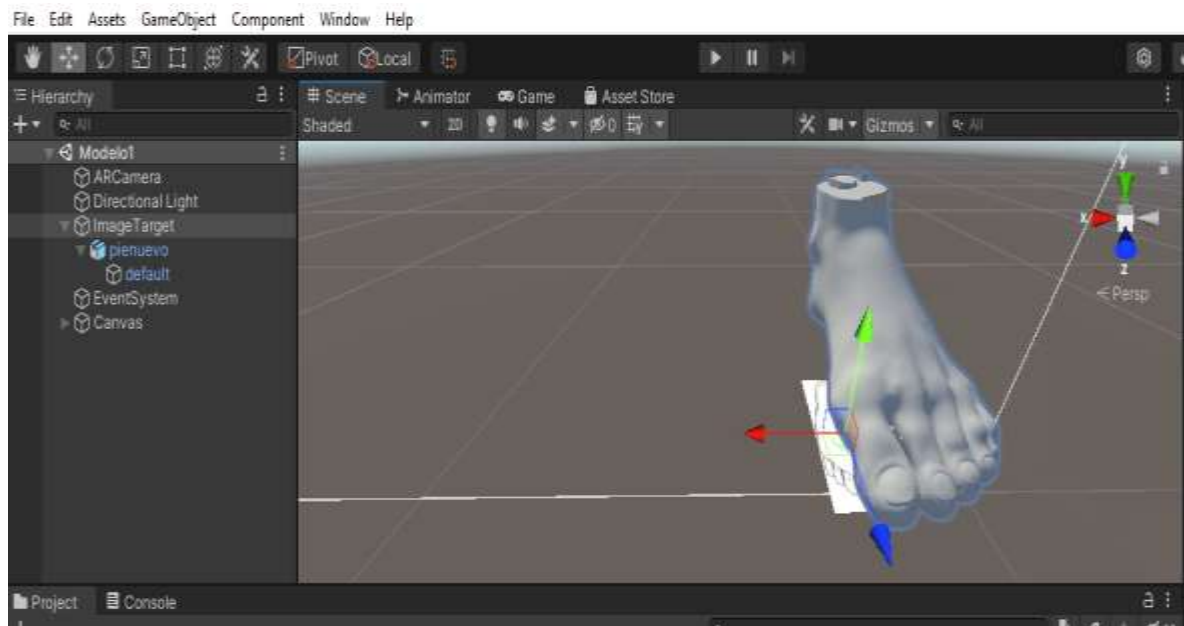 File Edit Assets GameObject Component Window Help
Pivot Local
Hierarchy
All
Modelo1
ARCamera
Directional Light
ImageTarget
pienuevo
default
EventSystem
Canvas
Scene Animator Game Asset Store
Shaded 2D 0 Gizmos All
y
x
z
Persp
Project Console